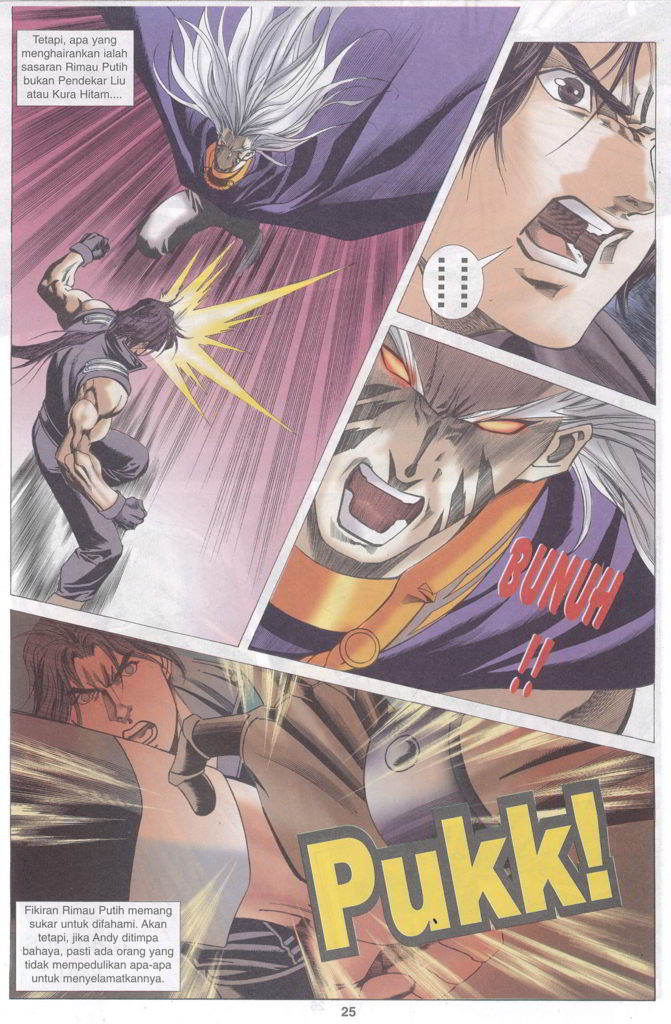 Tetapi, apa yang
menghairankan ialah
sasaran Rimau Putih
bukan Pendekar Liu
atau Kura Hitam....
BUNUH
!!
Pukk!
Fikiran Rimau Putih memang
sukar untuk difahami. Akan
tetapi, jika Andy ditimpa
bahaya, pasti ada orang yang
tidak mempedulikan apa-apa
untuk menyelamatkannya.
25